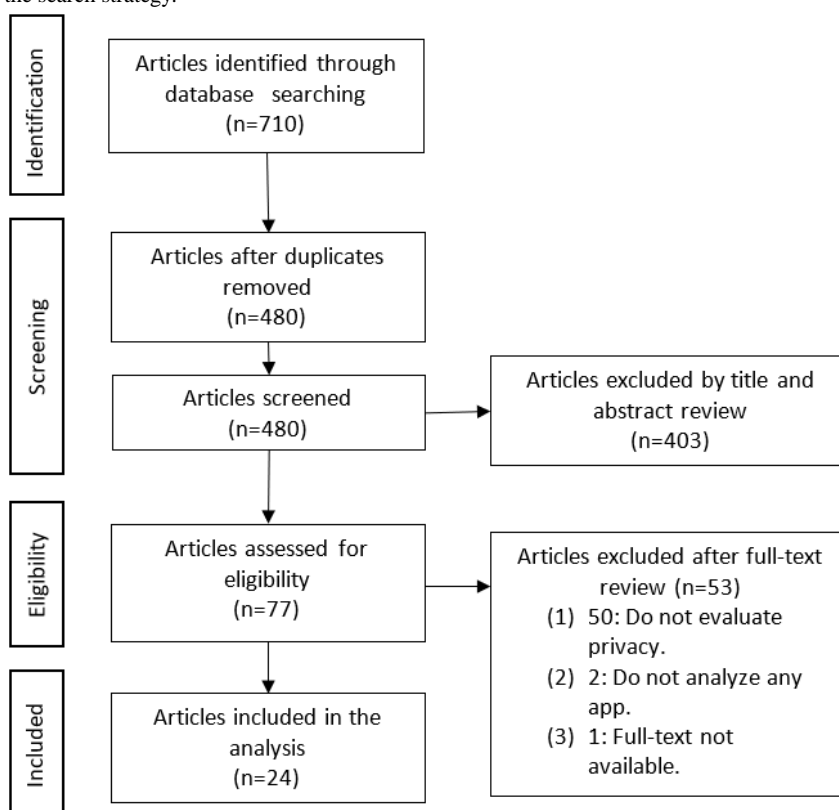 the search strategy.
Identification
Articles identified through
database searching
(n=710)
Screening
Articles after duplicates
removed
(n=480)
Articles screened
(n=480)
Articles excluded by title and
abstract review
(n=403)
Eligibility
Articles assessed for
eligibility
(n=77)
Articles excluded after full-text
review (n=53)
(1) 50: Do not evaluate
privacy.
(2) 2: Do not analyze any
app.
(3) 1: Full-text not
available.
Included
Articles included in the
analysis
(n=24)